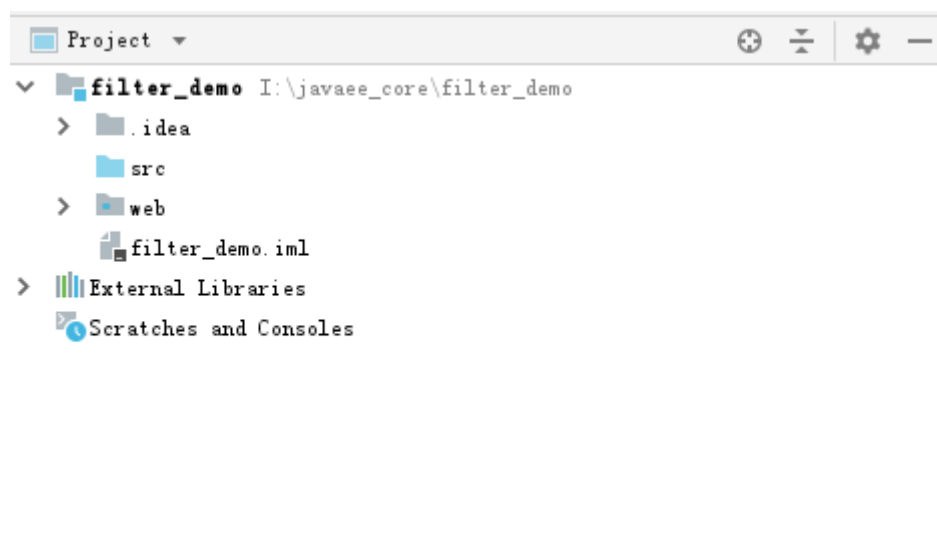 Project
filter_demo I:\javaee_core\filter_demo
.idea
src
web
filter_demo.iml
External Libraries
Scratches and Consoles